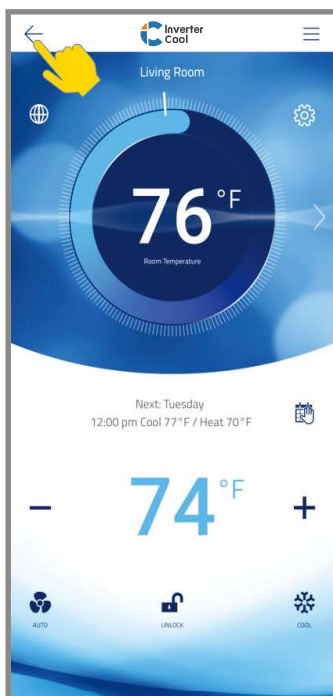 Inverter
Cool
Living Room
76 °F
Room Temperature
Next: Tuesday
12:00 pm Cool 77°F / Heat 70°F
74 °F
− +
AUTO UNLOCK COOL